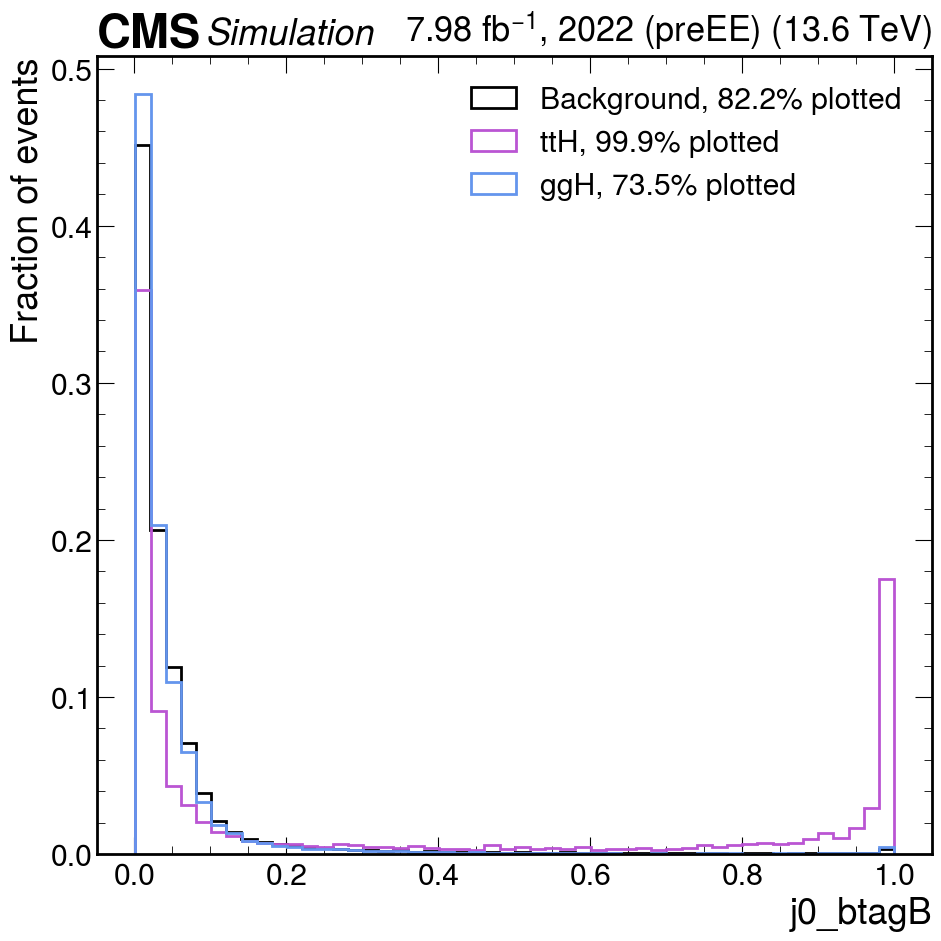 CMS Simulation 7.98 fb⁻¹, 2022 (preEE) (13.6 TeV)
Fraction of events
0.5
0.4
0.3
0.2
0.1
0.0
Background, 82.2% plotted
ttH, 99.9% plotted
ggH, 73.5% plotted
0.0 0.2 0.4 0.6 0.8 1.0
j0_btagB